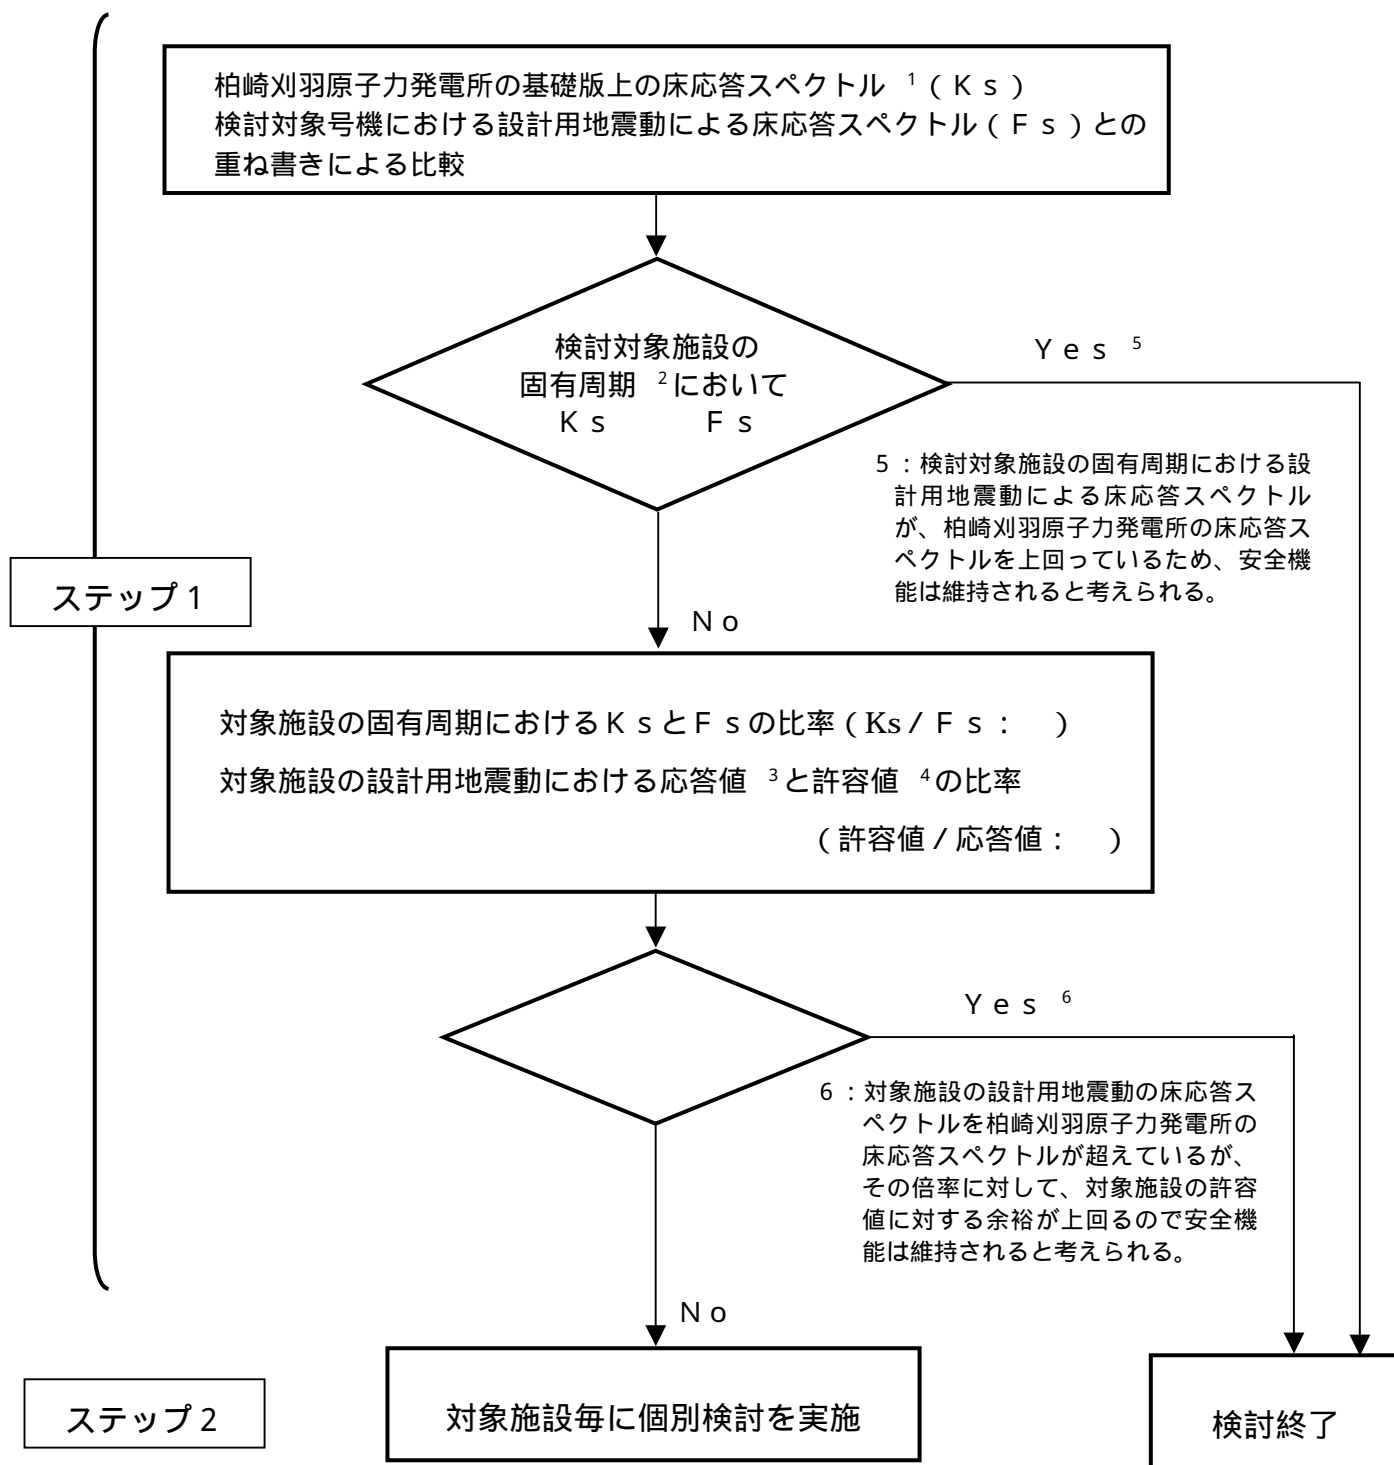 柏崎刈羽原子力発電所の基礎版上の床応答スペクトル 1(Ks)
検討対象号機における設計用地震動による床応答スペクトル(Fs)との
重ね書きによる比較
検討対象施設の
固有周期 2において
Ks Fs
Yes 5
5:検討対象施設の固有周期における設
計用地震動による床応答スペクトル
が、柏崎刈羽原子力発電所の床応答ス
ペクトルを上回っているため、安全機
能は維持されると考えられる。
ステップ1
No
対象施設の固有周期におけるKsとFsの比率(Ks/Fs: )
対象施設の設計用地震動における応答値 3と許容値 4の比率
(許容値/応答値: )
Yes 6
6:対象施設の設計用地震動の床応答ス
ペクトルを柏崎刈羽原子力発電所の
床応答スペクトルが超えているが、
その倍率に対して、対象施設の許容
値に対する余裕が上回るので安全機
能は維持されると考えられる。
No
ステップ2
対象施設毎に個別検討を実施
検討終了